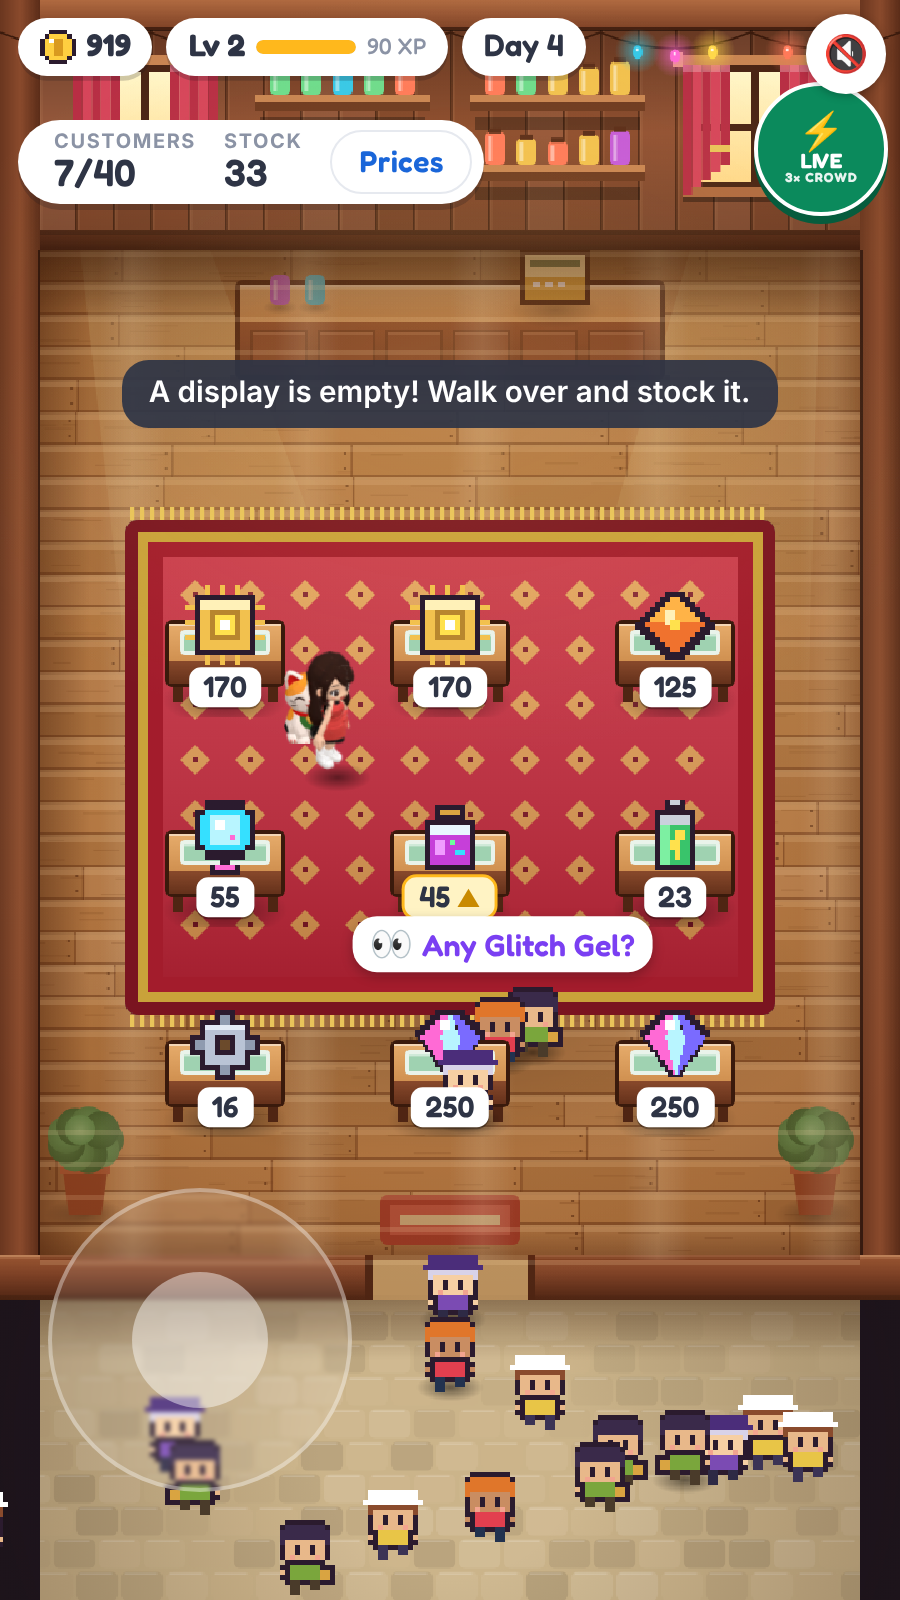 919
Lv 2
90 XP
Day 4
CUSTOMERS
7/40
STOCK
33
Prices
LIVE
3x CROWD
A display is empty! Walk over and stock it.
170
170
125
55
45
23
Any Glitch Gel?
16
250
250